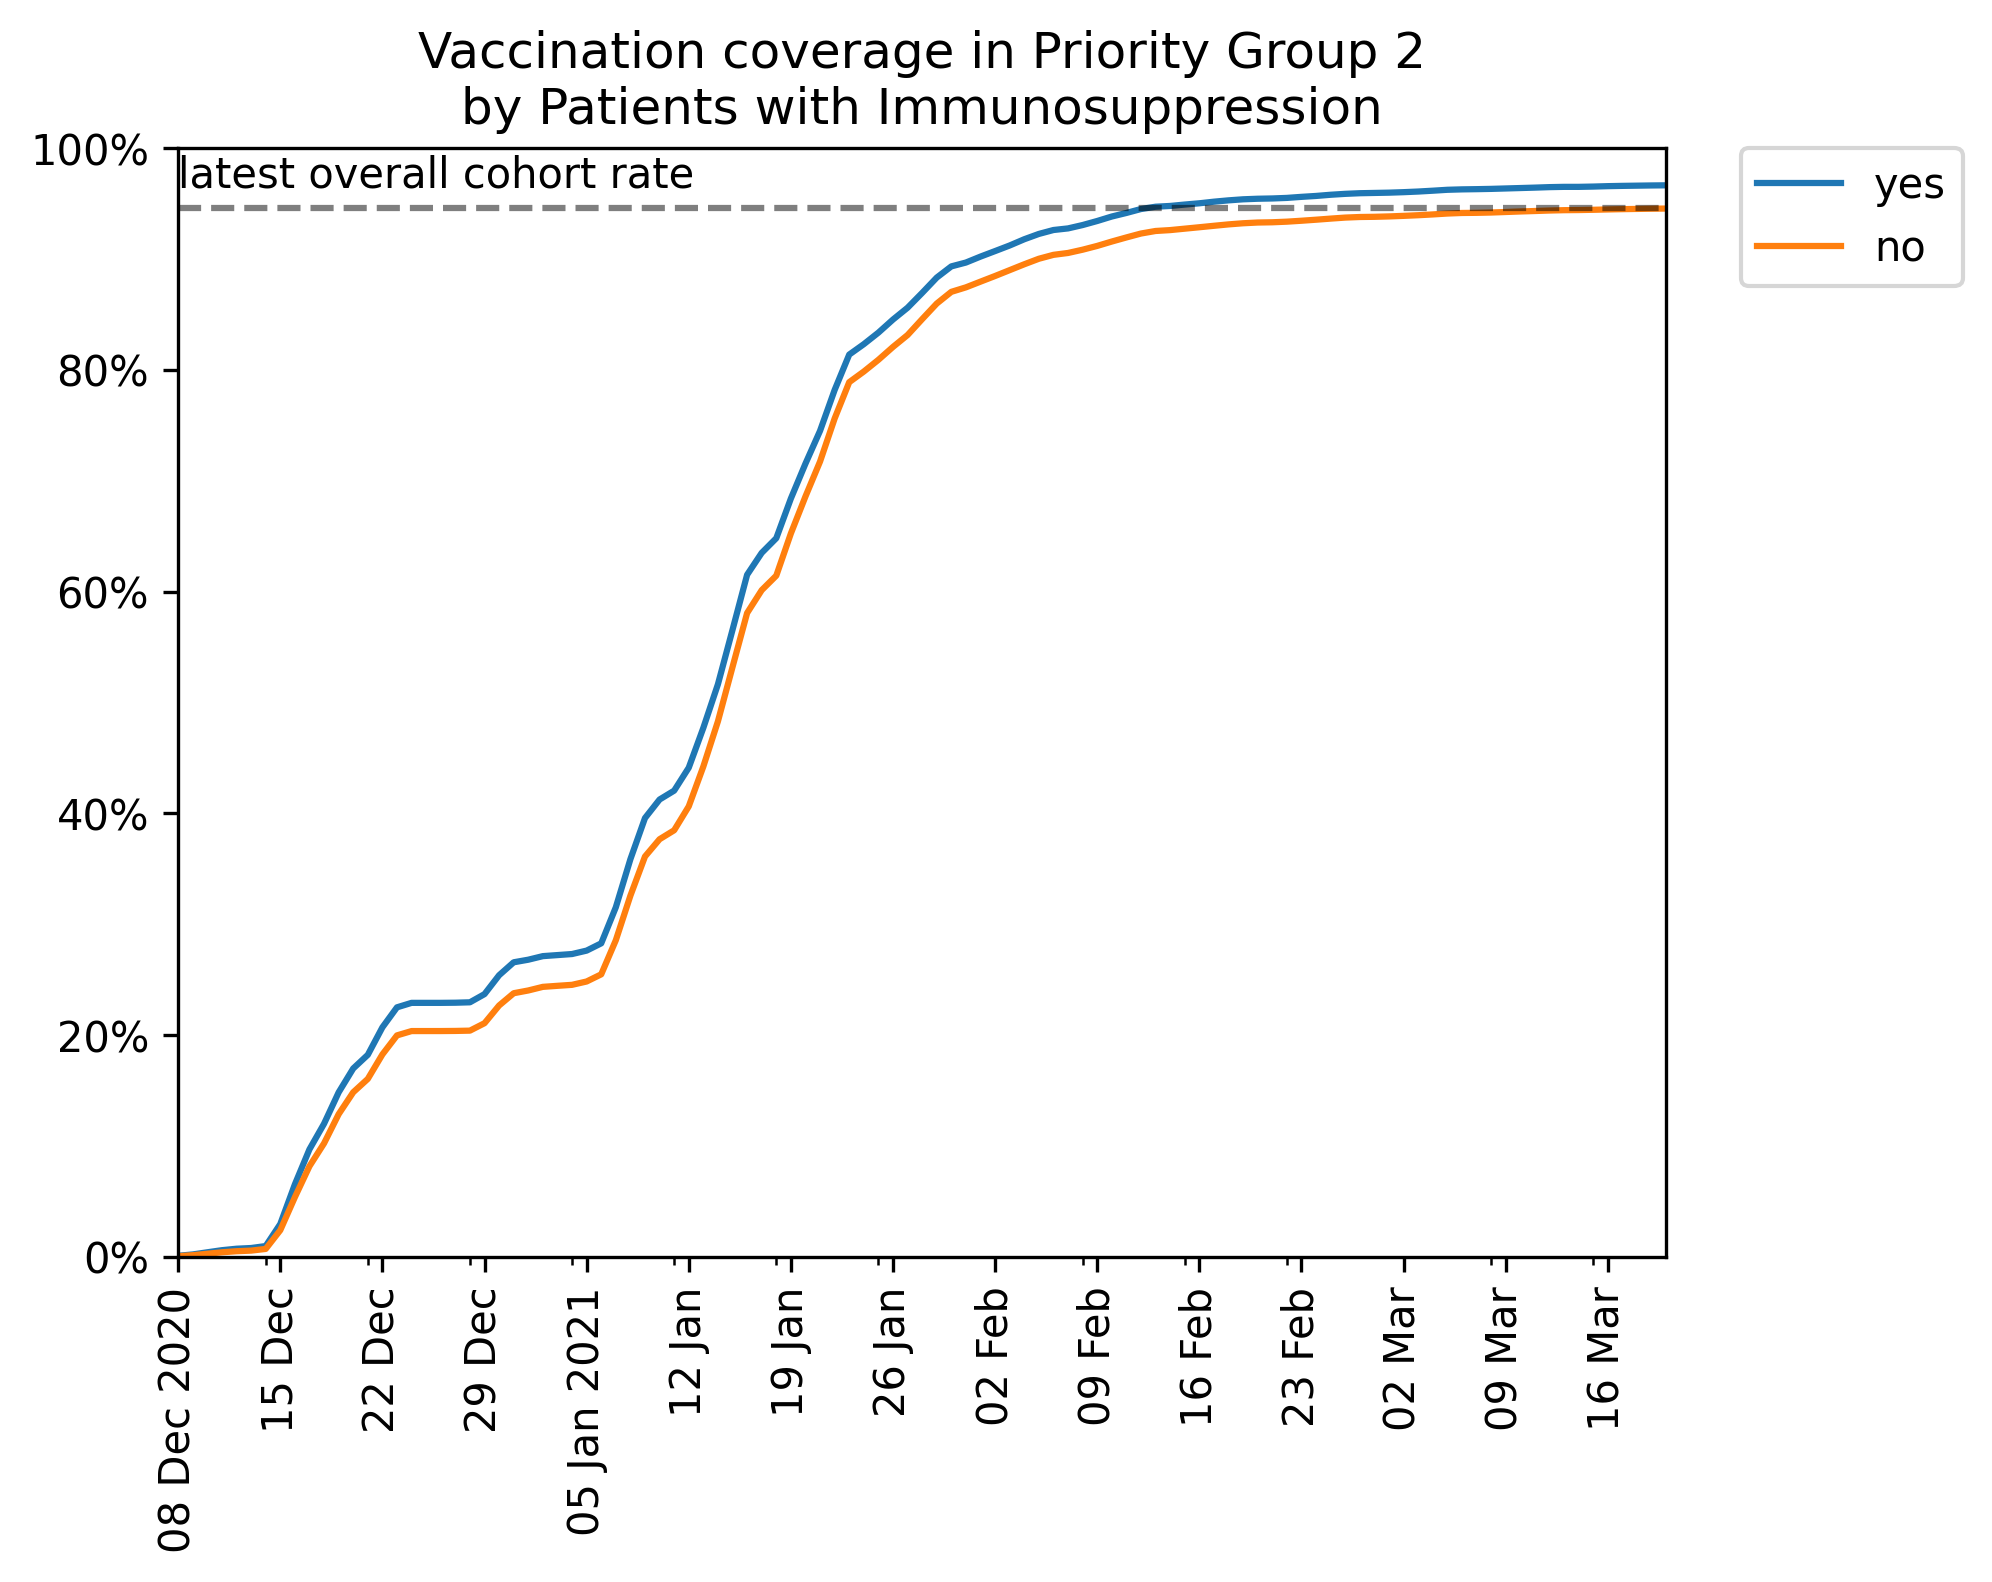 Vaccination coverage in Priority Group 2
by Patients with Immunosuppression
100%
80%
60%
40%
20%
0%
latest overall cohort rate
yes
no
08 Dec 2020
15 Dec
22 Dec
29 Dec
05 Jan 2021
12 Jan
19 Jan
26 Jan
02 Feb
09 Feb
16 Feb
23 Feb
02 Mar
09 Mar
16 Mar